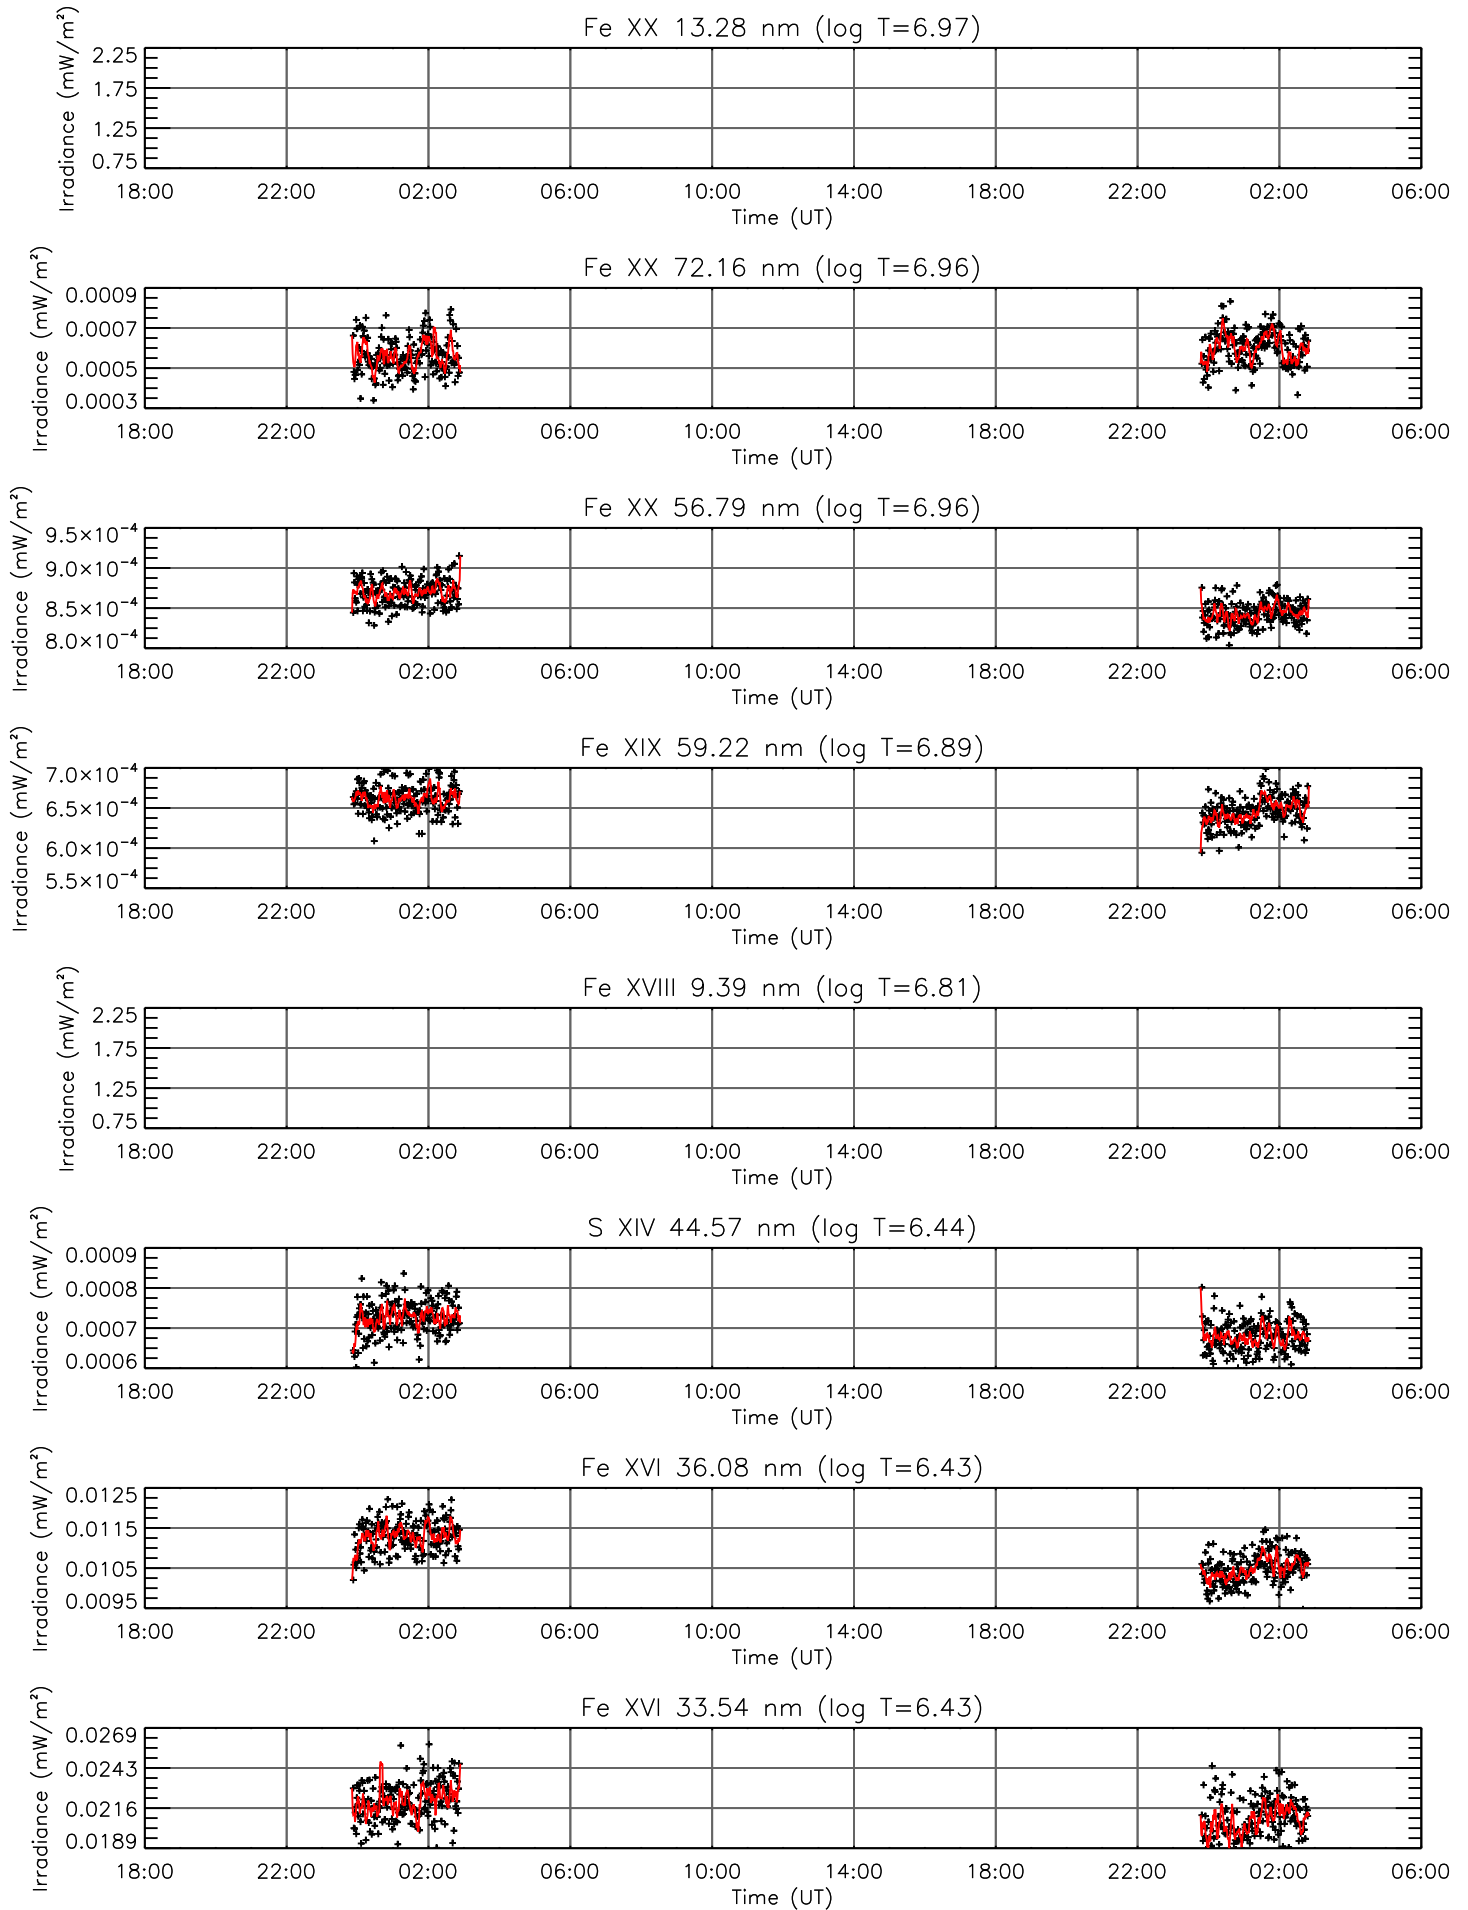 Fe XX 13.28 nm (log T=6.97)
Irradiance (mW/m²)
2.25
1.75
1.25
0.75
18:00 22:00 02:00 06:00 10:00 14:00 18:00 22:00 02:00 06:00
Time (UT)
Fe XX 72.16 nm (log T=6.96)
Irradiance (mW/m²)
0.0009
0.0007
0.0005
0.0003
18:00 22:00 02:00 06:00 10:00 14:00 18:00 22:00 02:00 06:00
Time (UT)
Fe XX 56.79 nm (log T=6.96)
Irradiance (mW/m²)
9.5×10⁻⁴
9.0×10⁻⁴
8.5×10⁻⁴
8.0×10⁻⁴
18:00 22:00 02:00 06:00 10:00 14:00 18:00 22:00 02:00 06:00
Time (UT)
Fe XIX 59.22 nm (log T=6.89)
Irradiance (mW/m²)
7.0×10⁻⁴
6.5×10⁻⁴
6.0×10⁻⁴
5.5×10⁻⁴
18:00 22:00 02:00 06:00 10:00 14:00 18:00 22:00 02:00 06:00
Time (UT)
Fe XVIII 9.39 nm (log T=6.81)
Irradiance (mW/m²)
2.25
1.75
1.25
0.75
18:00 22:00 02:00 06:00 10:00 14:00 18:00 22:00 02:00 06:00
Time (UT)
S XIV 44.57 nm (log T=6.44)
Irradiance (mW/m²)
0.0009
0.0008
0.0007
0.0006
18:00 22:00 02:00 06:00 10:00 14:00 18:00 22:00 02:00 06:00
Time (UT)
Fe XVI 36.08 nm (log T=6.43)
Irradiance (mW/m²)
0.0125
0.0115
0.0105
0.0095
18:00 22:00 02:00 06:00 10:00 14:00 18:00 22:00 02:00 06:00
Time (UT)
Fe XVI 33.54 nm (log T=6.43)
Irradiance (mW/m²)
0.0269
0.0243
0.0216
0.0189
18:00 22:00 02:00 06:00 10:00 14:00 18:00 22:00 02:00 06:00
Time (UT)